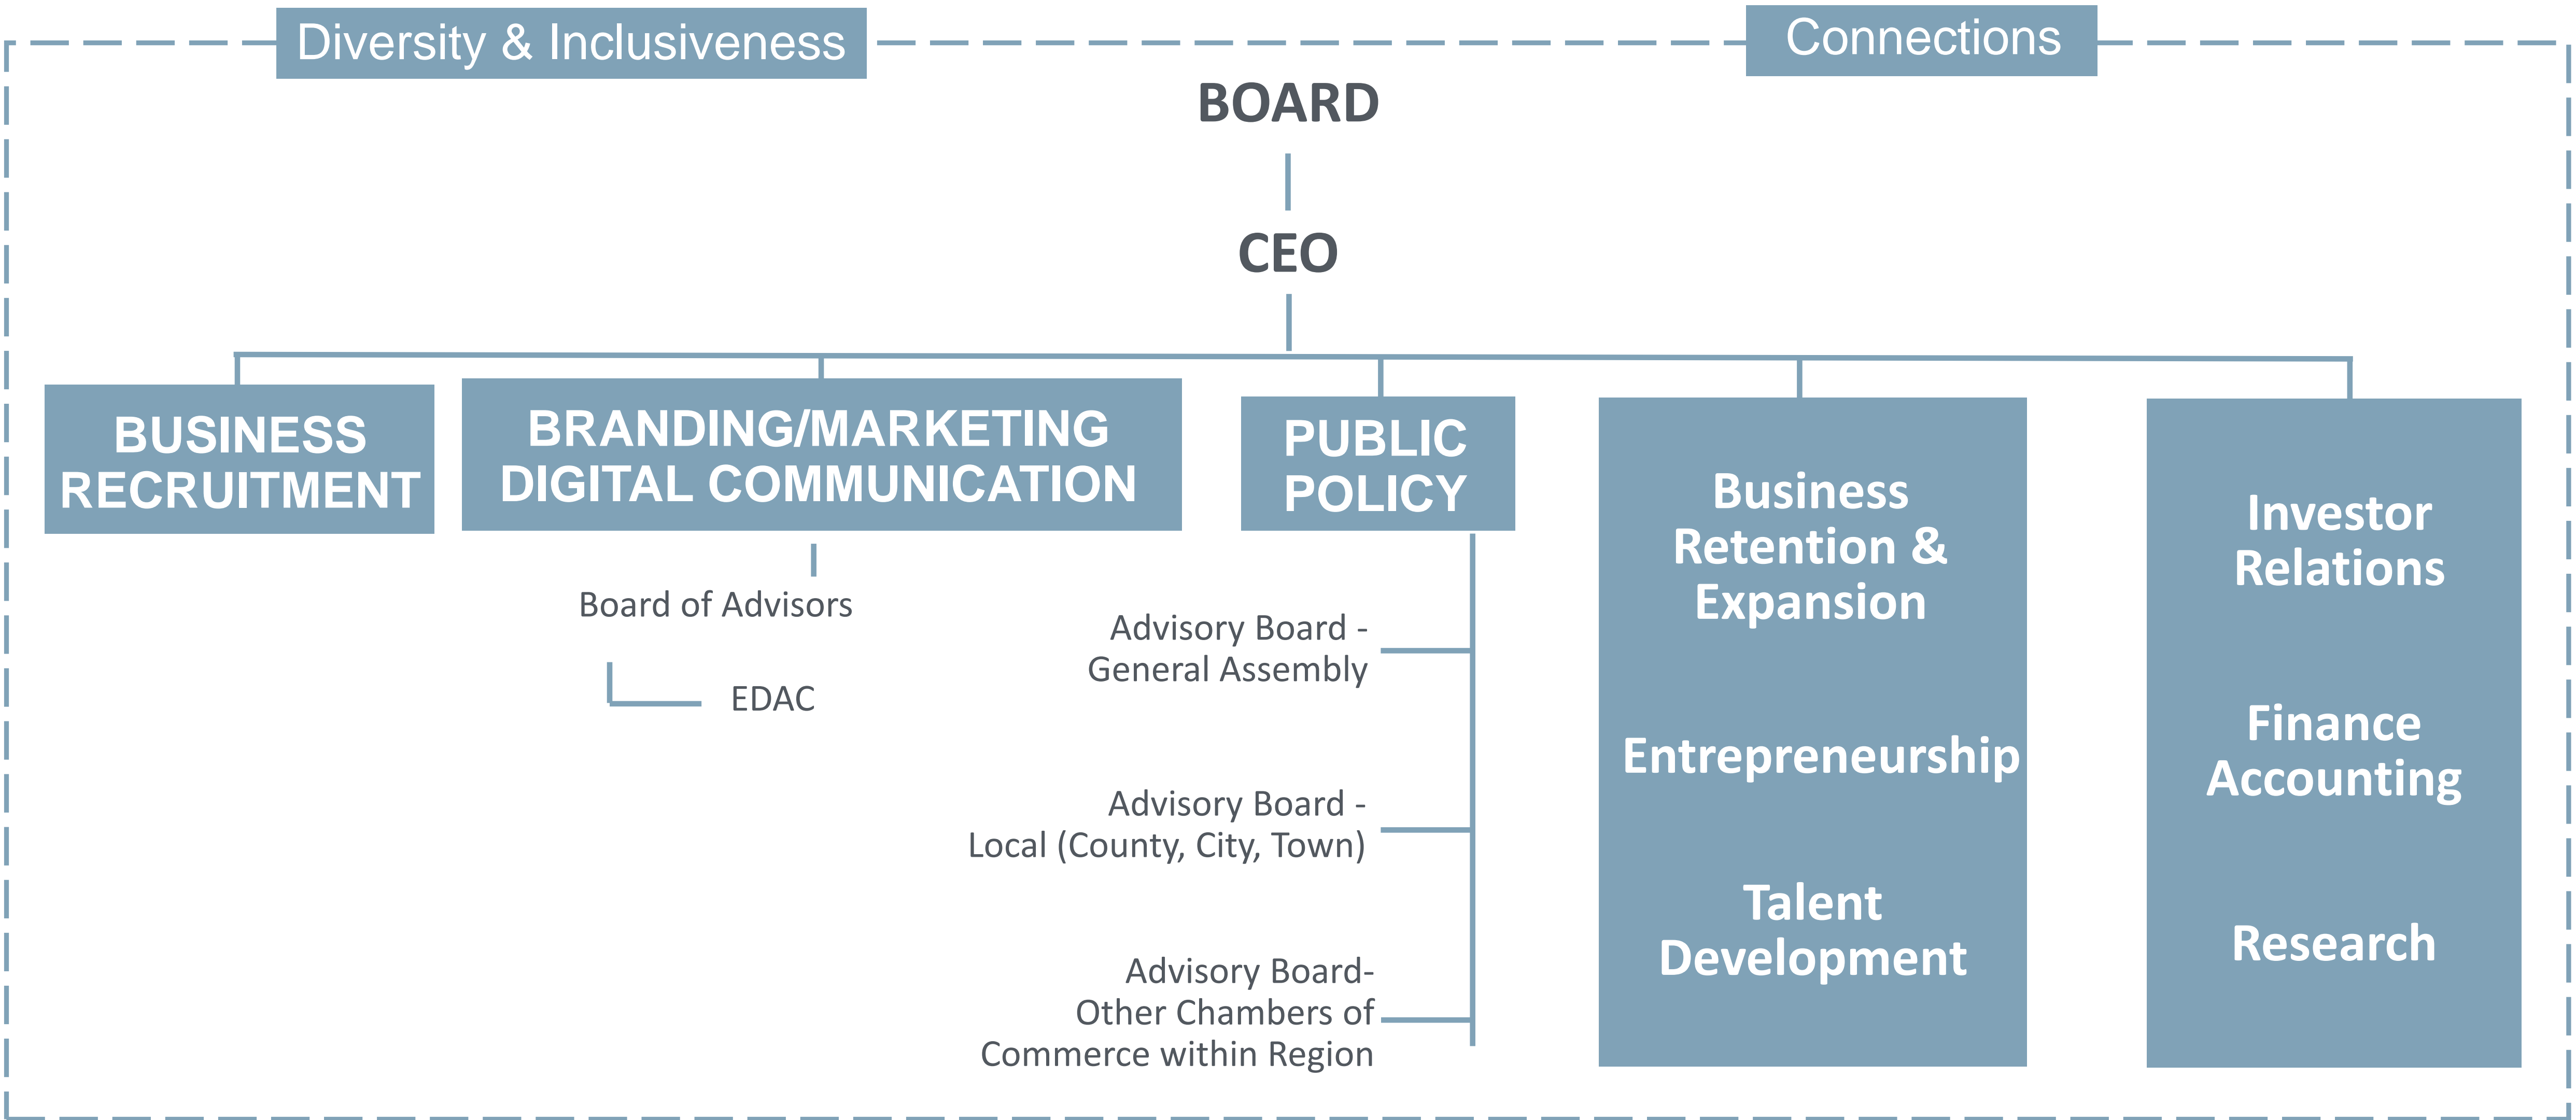 Diversity & Inclusiveness
Connections
BOARD
CEO
BUSINESS
RECRUITMENT
BRANDING/MARKETING
DIGITAL COMMUNICATION
Board of Advisors
EDAC
PUBLIC
POLICY
Advisory Board -
General Assembly
Advisory Board -
Local (County, City, Town)
Advisory Board-
Other Chambers of
Commerce within Region
Business
Retention &
Expansion
Entrepreneurship
Talent
Development
Investor
Relations
Finance
Accounting
Research